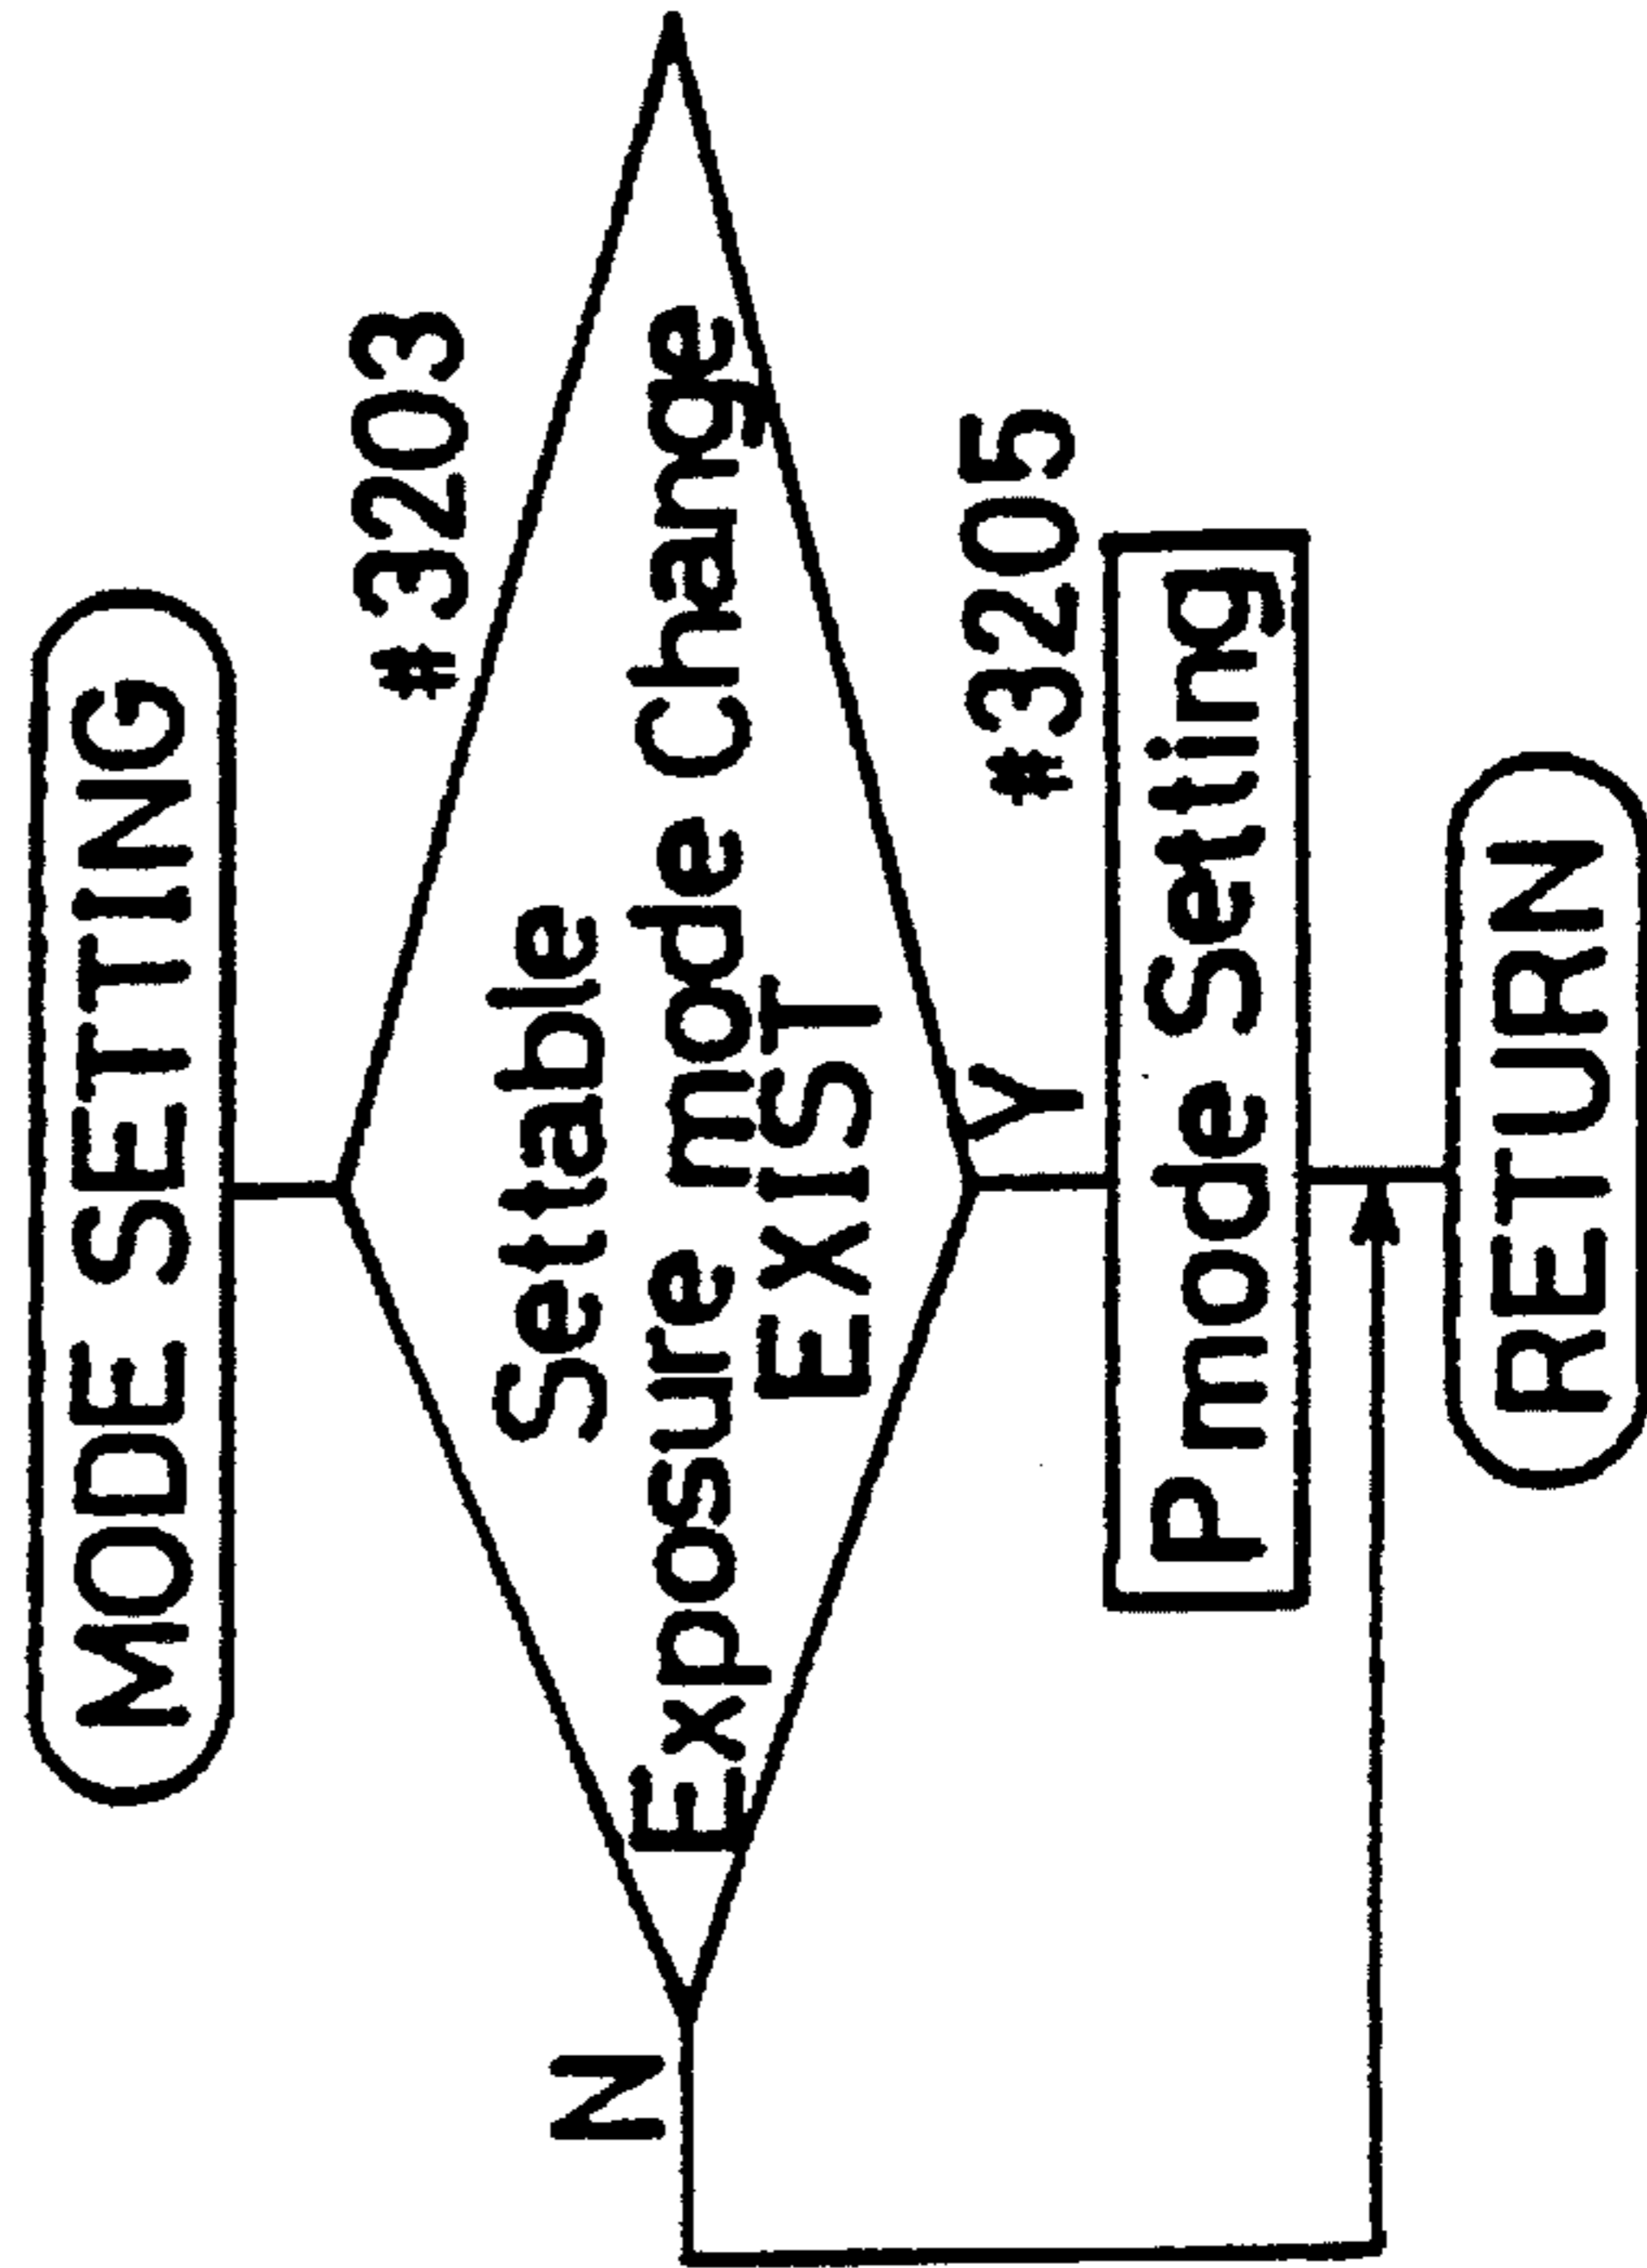 MODE SETTING
#3203
Settable
Exposure mode Change
EXIST
N
Y
#3205
P mode Setting
RETURN